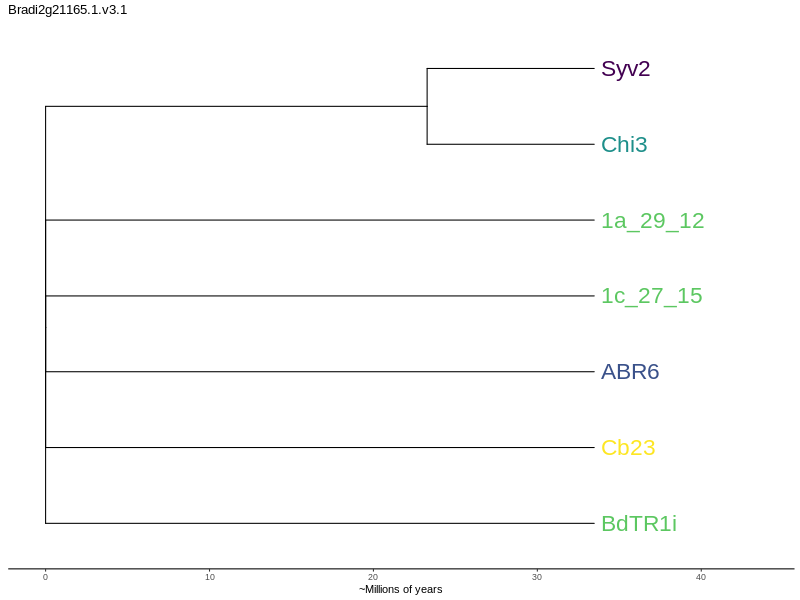 Bradi2g21165.1.v3.1
Syv2
Chi3
1a_29_12
1c_27_15
ABR6
Cb23
BdTR1i
0 10 20 30 40
~Millions of years